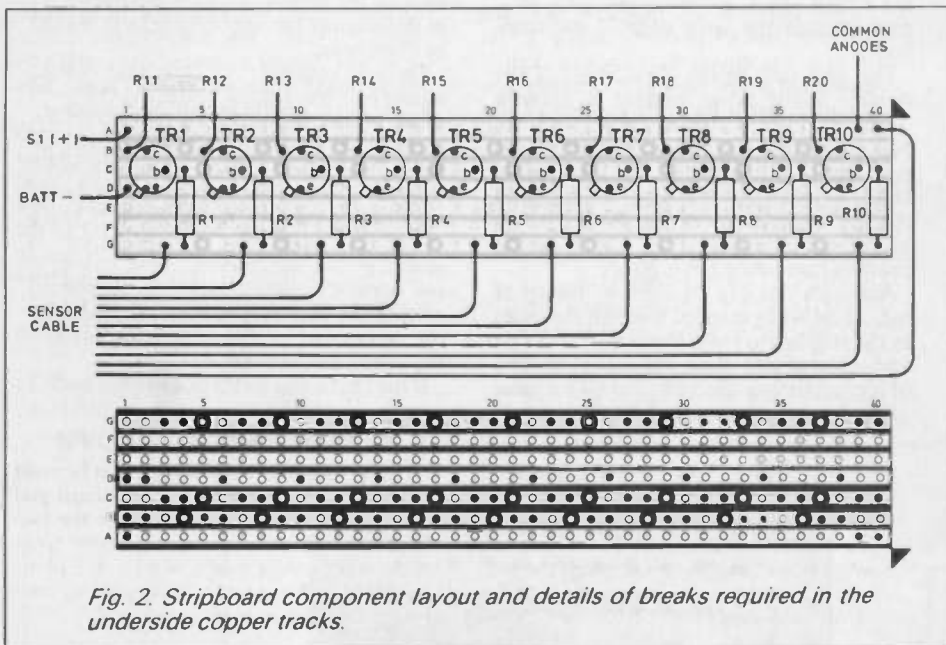 COMMON
ANODES
R11 R12 R13 R14 R15 R16 R17 R18 R19 R20
5 10 15 20 25 30 35 40
S1 (+)
A
B
C
D
E
F
G
TR1 TR2 TR3 TR4 TR5 TR6 TR7 TR8 TR9 TR10
c c c c c c c c c c
b b b b b b b b b b
e e e e e e e e e e
BATT –
R1 R2 R3 R4 R5 R6 R7 R8 R9 R10
SENSOR
CABLE
1 5 10 15 20 25 30 35 40
G
F
E
D
C
B
A
Fig. 2. Stripboard component layout and details of breaks required in the
underside copper tracks.